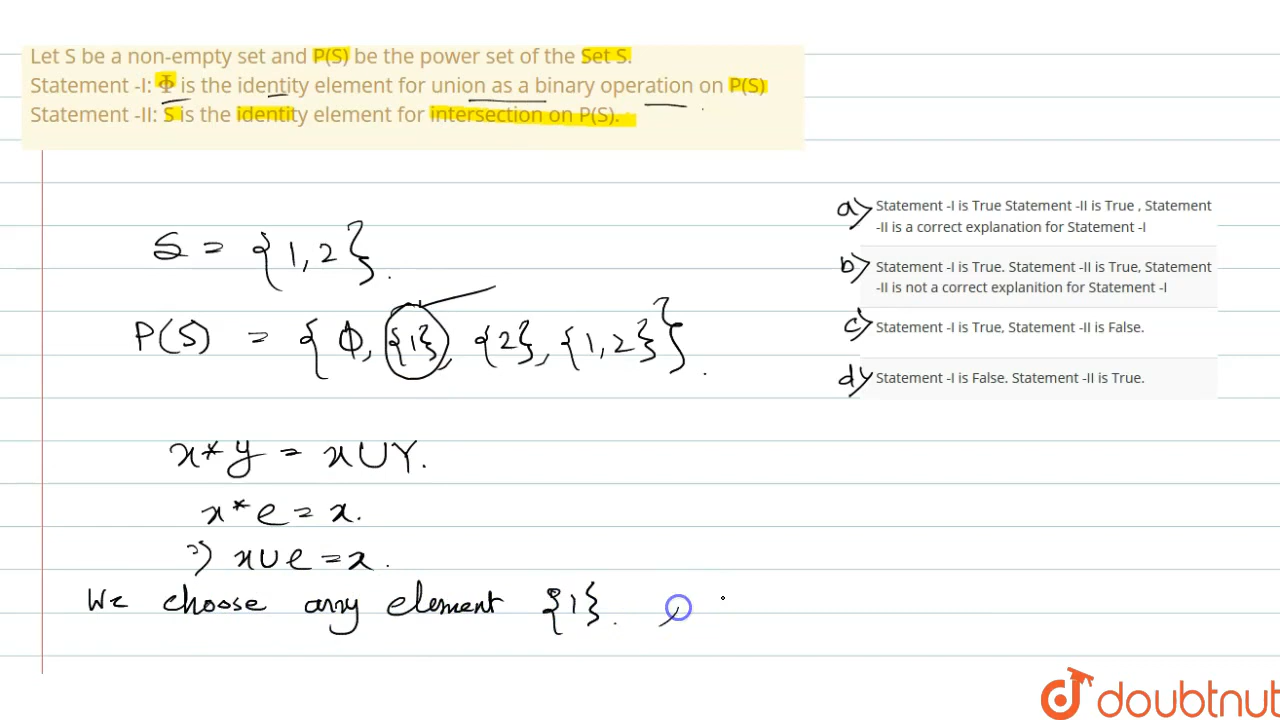 Let S be a non-empty set and P(S) be the power set of the Set S.
Statement -I: Φ is the identity element for union as a binary operation on P(S)
Statement -II: S is the identity element for intersection on P(S).
S = {1,2}.
P(S) = {Φ, {1}, {2}, {1,2}}.
x*y = x∪Y.
x*e = x.
=) x∪e = x.
We choose any element {1}.
a) Statement -I is True Statement -II is True , Statement
-II is a correct explanation for Statement -I
b) Statement -I is True. Statement -II is True, Statement
-II is not a correct explanition for Statement -I
c) Statement -I is True, Statement -II is False.
d) Statement -I is False. Statement -II is True.
doubtnut